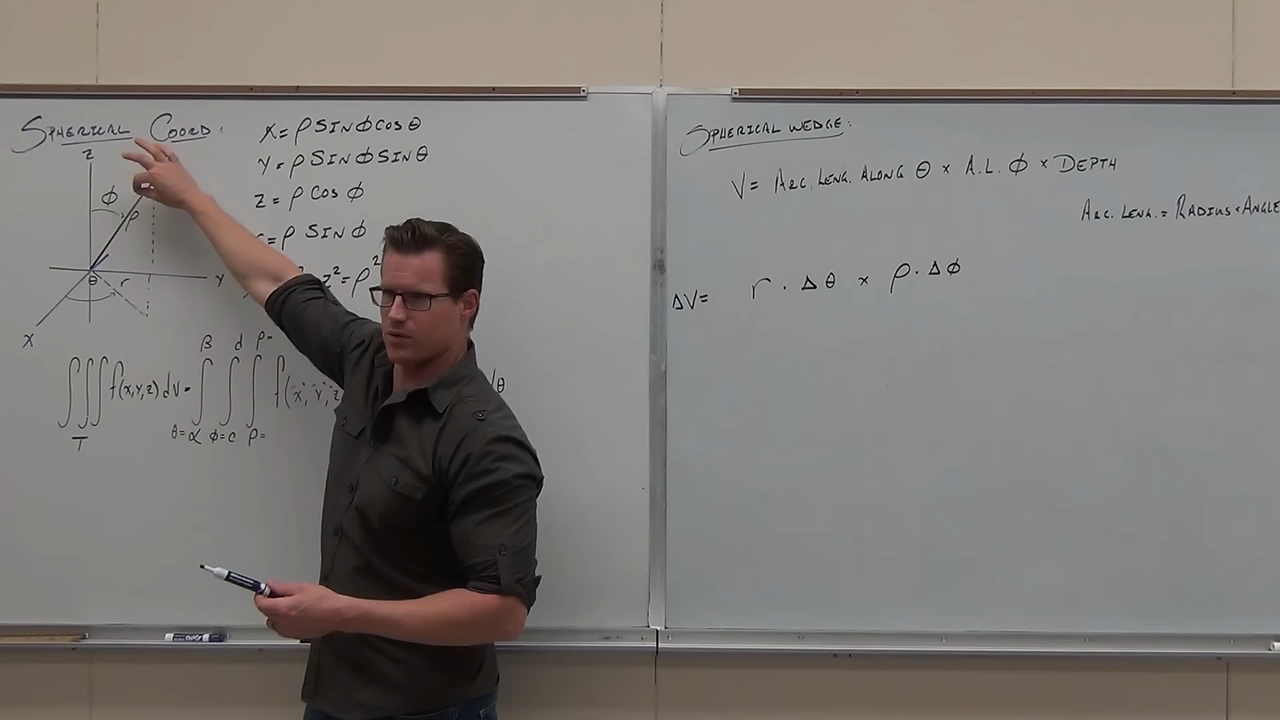 SPHERICAL COORD:
X = ρ SIN ϕ COS θ
Y = ρ SIN ϕ SIN θ
Z = ρ COS ϕ
= ρ SIN ϕ
z² = ρ²
Z
ϕ
ρ
θ
r
Y
X
∭ f(x,y,z) dV = ∫ ∫ ∫ f(x, y, z
T
β d ρ=
θ=α ϕ=c ρ=
dθ
SPHERICAL WEDGE:
V = ARC. LENG. ALONG θ × A.L. ϕ × DEPTH
ARC. LENG. = RADIUS · ANGLE
ΔV = r · Δθ × ρ · Δϕ